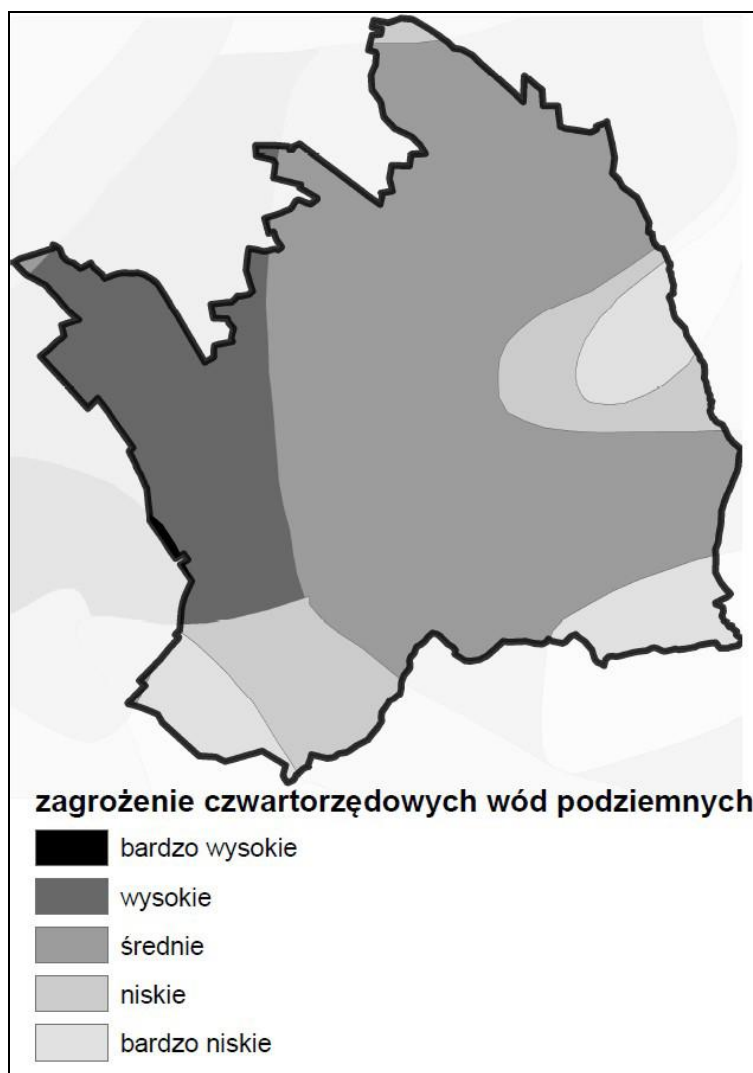 zagrożenie czwartorzędowych wód podziemnych
bardzo wysokie
wysokie
średnie
niskie
bardzo niskie